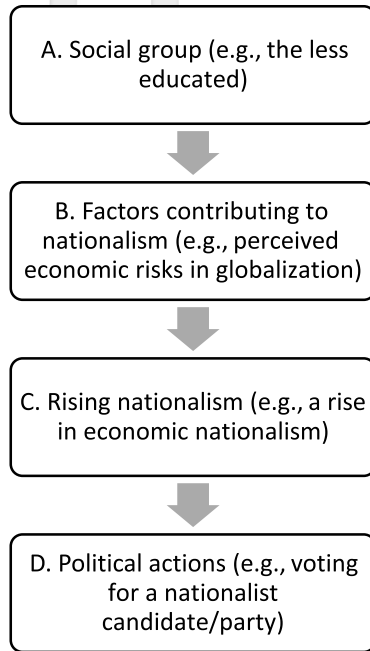 A. Social group (e.g., the less
educated)
B. Factors contributing to
nationalism (e.g., perceived
economic risks in globalization)
C. Rising nationalism (e.g., a rise
in economic nationalism)
D. Political actions (e.g., voting
for a nationalist
candidate/party)